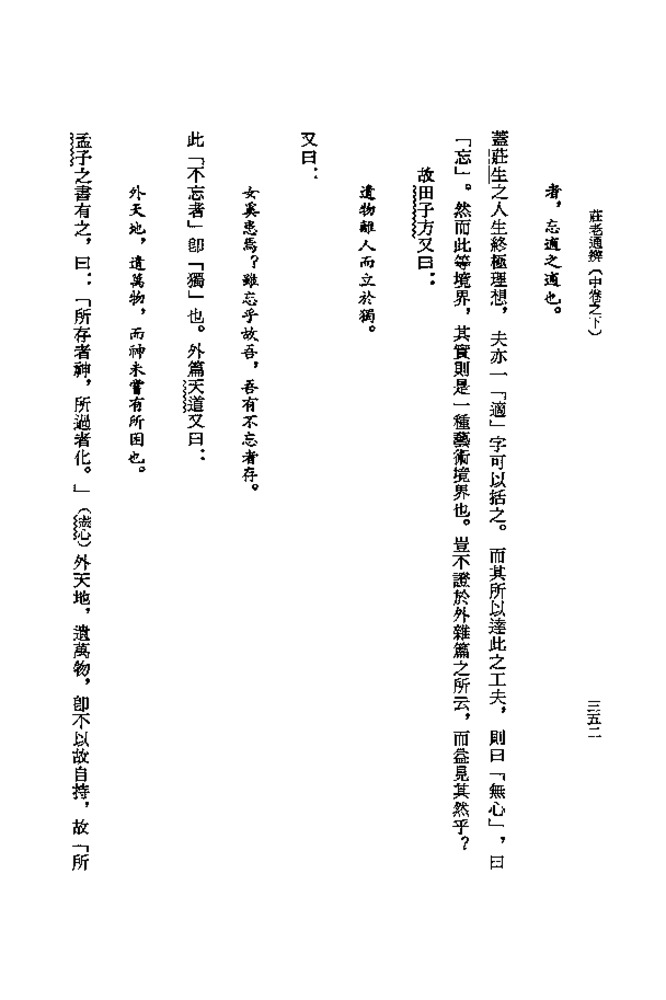 莊老通辨（中卷之下）
三五二
者，忘適之適也。
蓋莊生之人生終極理想，夫亦一「適」字可以括之。而其所以達此之工夫，則曰「無心」，曰
「忘」。然而此等境界，其實則是一種藝術境界也。豈不證於外雜篇之所云，而益見其然乎？
故田子方又曰：
遺物離人而立於獨。
又曰：
女奚患焉？雖忘乎故吾，吾有不忘者存。
此「不忘者」卽「獨」也。外篇天道又曰：
外天地，遺萬物，而神未嘗有所困也。
孟子之書有之，曰：「所存者神，所過者化。」（盡心）外天地，遺萬物，卽不以故自持，故「所